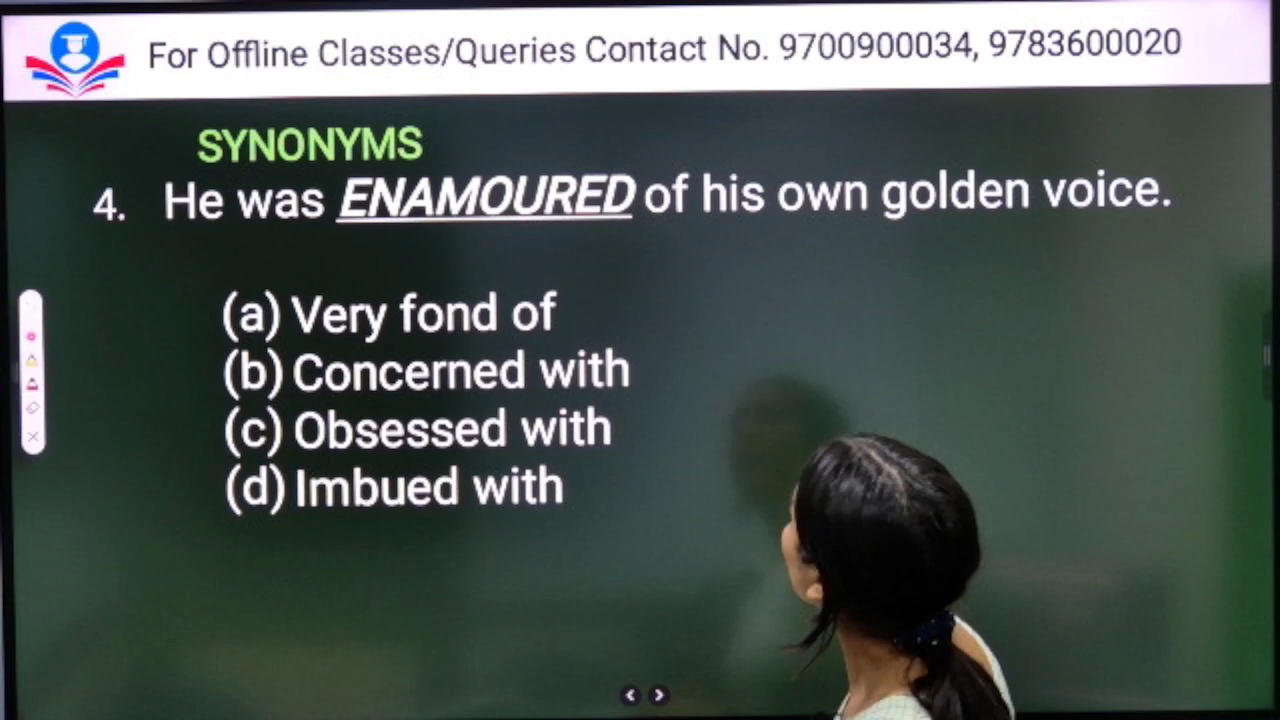 For Offline Classes/Queries Contact No. 9700900034, 9783600020
SYNONYMS
4. He was ENAMOURED of his own golden voice.
(a) Very fond of
(b) Concerned with
(c) Obsessed with
(d) Imbued with